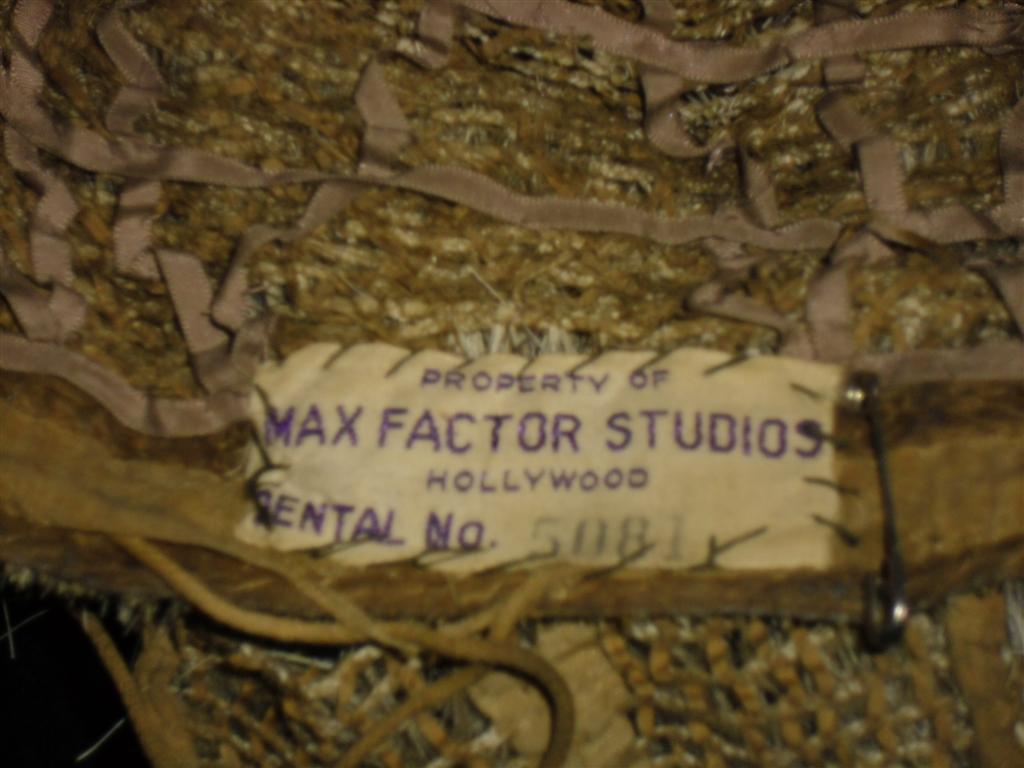 PROPERTY OF
MAX FACTOR STUDIOS
HOLLYWOOD
RENTAL No. 5081